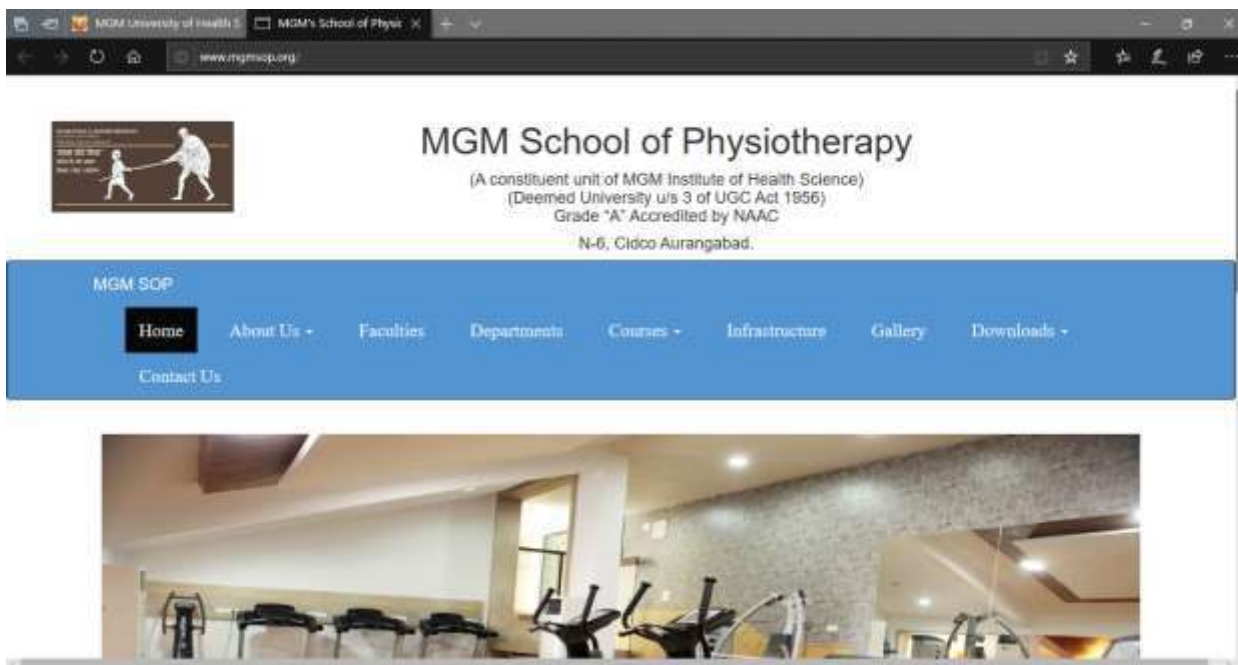 MGM University of Health S
MGM's School of Physi
www.mgmsop.org/
MGM School of Physiotherapy
(A constituent unit of MGM Institute of Health Science)
(Deemed University u/s 3 of UGC Act 1956)
Grade "A" Accredited by NAAC
N-6, Cidco Aurangabad.
MGM SOP
Home About Us Faculties Departments Courses Infrastructure Gallery Downloads
Contact Us